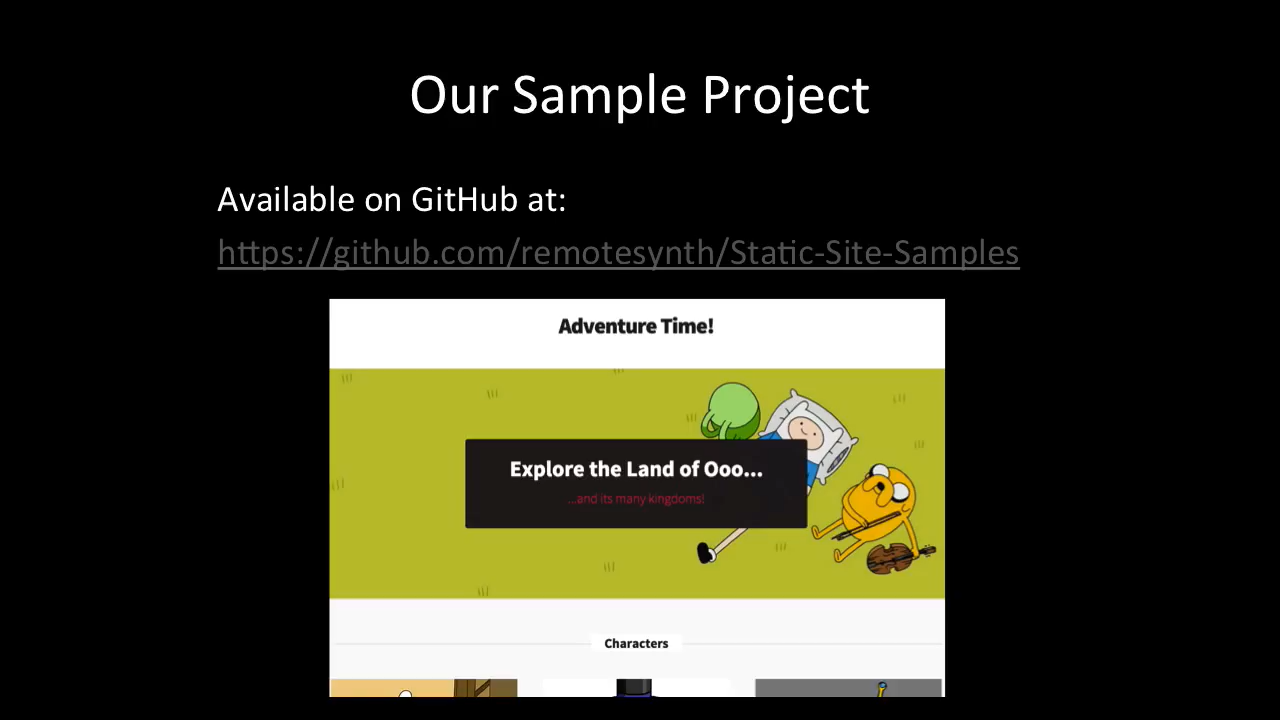 Our Sample Project
Available on GitHub at:
https://github.com/remotesynth/Static-Site-Samples
Adventure Time!
Explore the Land of Ooo...
...and its many kingdoms!
Characters